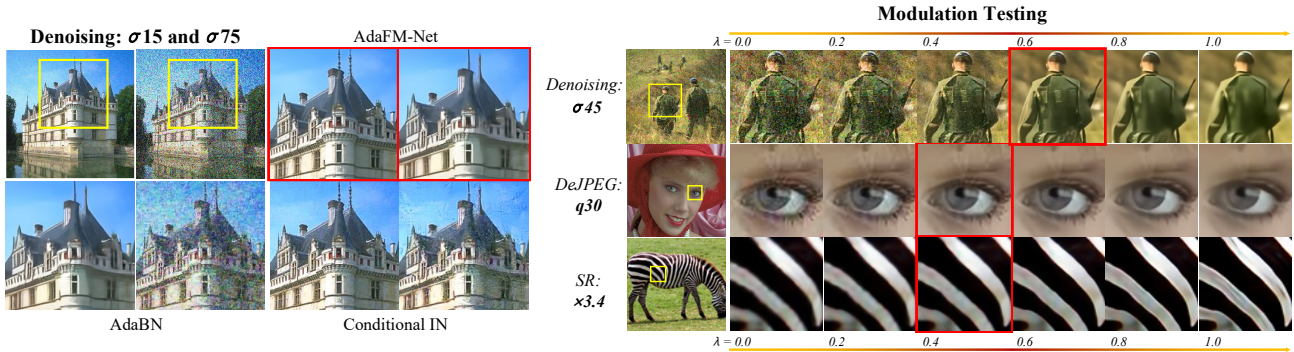 Denoising: σ15 and σ75
AdaFM-Net
AdaBN
Conditional IN
Modulation Testing
λ = 0.0 0.2 0.4 0.6 0.8 1.0
Denoising:
σ45
DeJPEG:
q30
SR:
×3.4
λ = 0.0 0.2 0.4 0.6 0.8 1.0